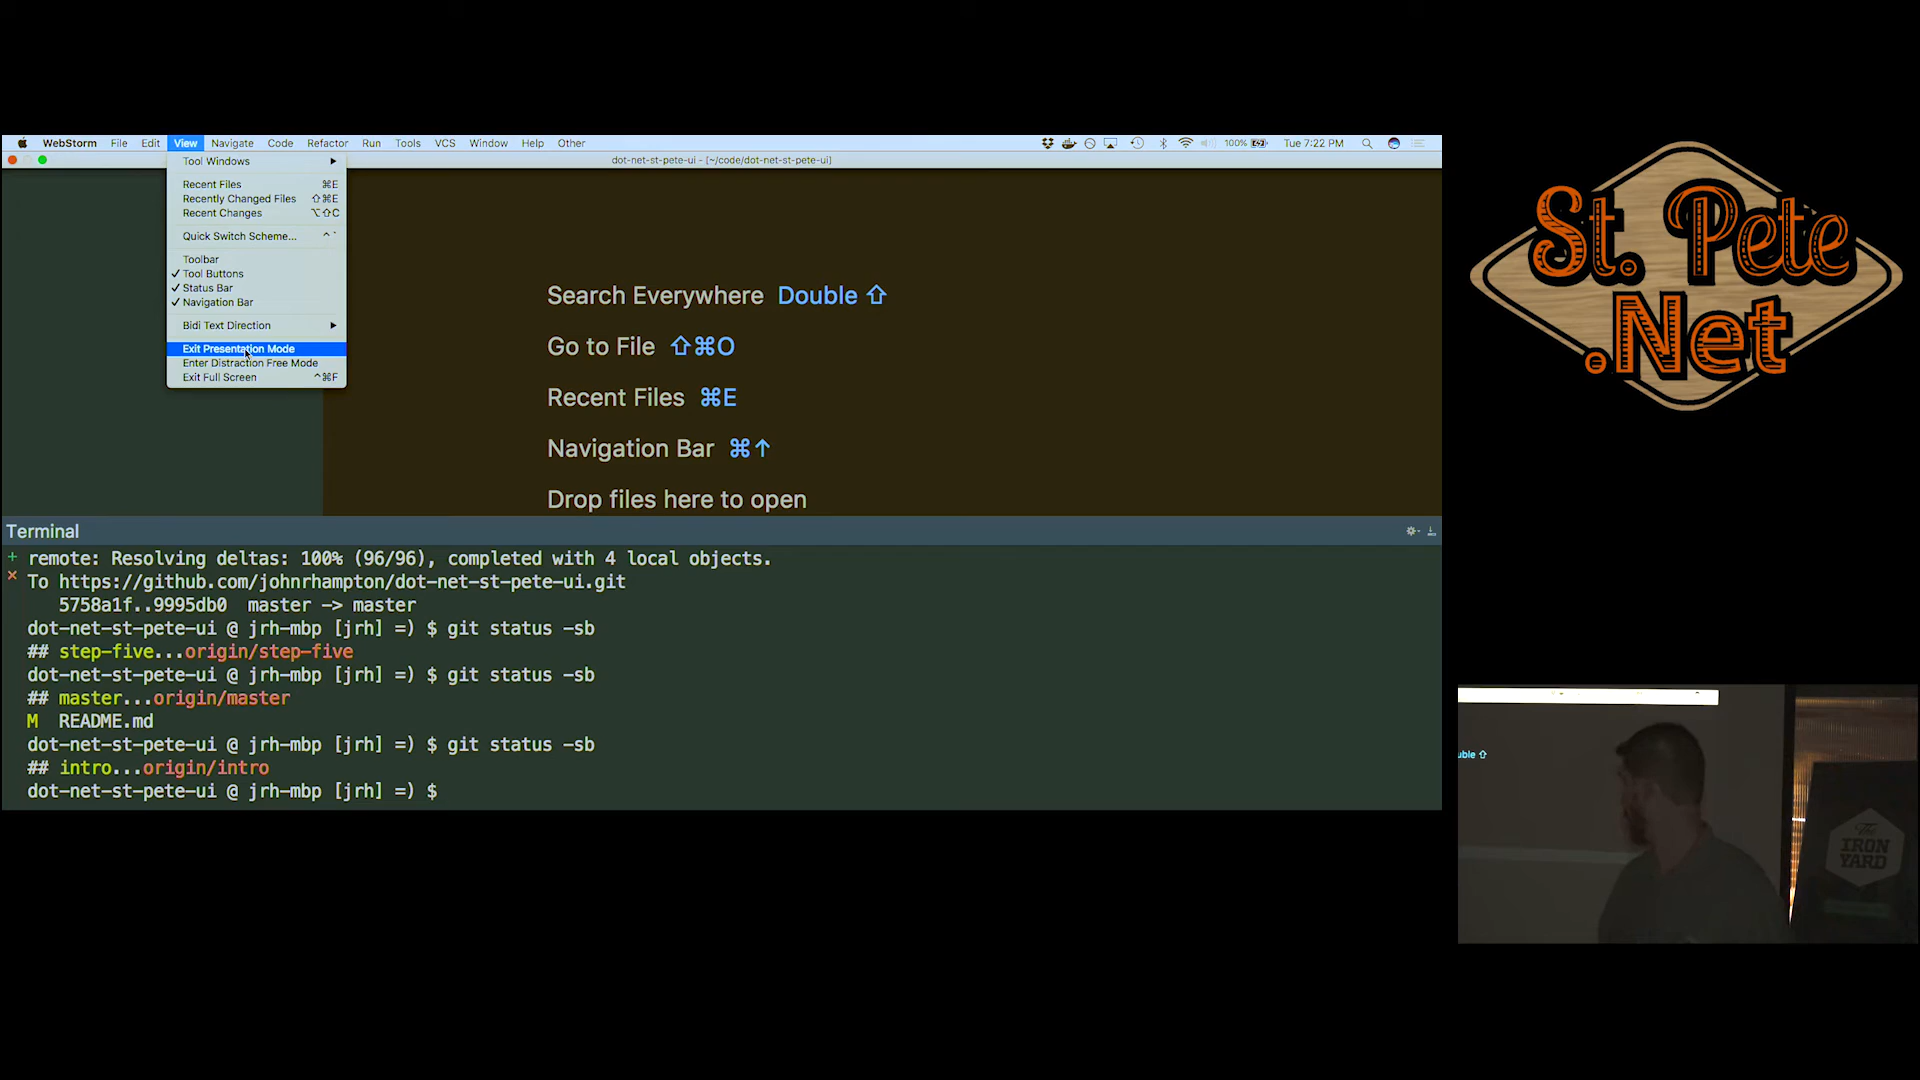 WebStorm File Edit View Navigate Code Refactor Run Tools VCS Window Help Other 100% Tue 7:22 PM
dot-net-st-pete-ui - [~/code/dot-net-st-pete-ui]
Tool Windows
Recent Files ⌘E
Recently Changed Files ⇧⌘E
Recent Changes ⌥⇧C
Quick Switch Scheme... ^ `
Toolbar
✓ Tool Buttons
✓ Status Bar
✓ Navigation Bar
Bidi Text Direction
Exit Presentation Mode
Enter Distraction Free Mode
Exit Full Screen ^⌘F
Search Everywhere Double ⇧
Go to File ⇧⌘O
Recent Files ⌘E
Navigation Bar ⌘↑
Drop files here to open
Terminal
remote: Resolving deltas: 100% (96/96), completed with 4 local objects.
To https://github.com/johnrhampton/dot-net-st-pete-ui.git
5758a1f..9995db0 master -> master
dot-net-st-pete-ui @ jrh-mbp [jrh] =) $ git status -sb
## step-five...origin/step-five
dot-net-st-pete-ui @ jrh-mbp [jrh] =) $ git status -sb
## master...origin/master
M README.md
dot-net-st-pete-ui @ jrh-mbp [jrh] =) $ git status -sb
## intro...origin/intro
dot-net-st-pete-ui @ jrh-mbp [jrh] =) $
St. Pete
.Net
uble ⇧
The
IRON
YARD